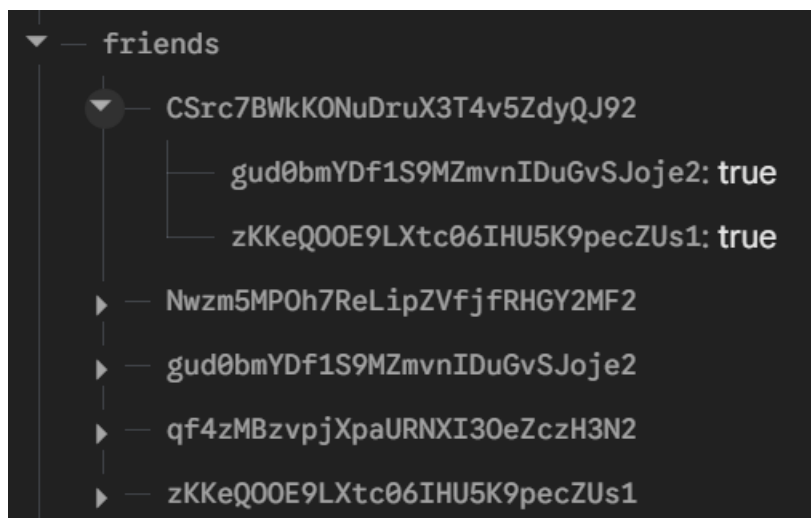 friends
CSrc7BWkKONuDruX3T4v5ZdyQJ92
gud0bmYDf1S9MZmvnIDuGvSJoje2: true
zKKeQOOE9LXtc06IHU5K9pecZUs1: true
Nwzm5MPOh7ReLipZVfjfRHGY2MF2
gud0bmYDf1S9MZmvnIDuGvSJoje2
qf4zMBzvpjXpaURNXI3OeZczH3N2
zKKeQOOE9LXtc06IHU5K9pecZUs1